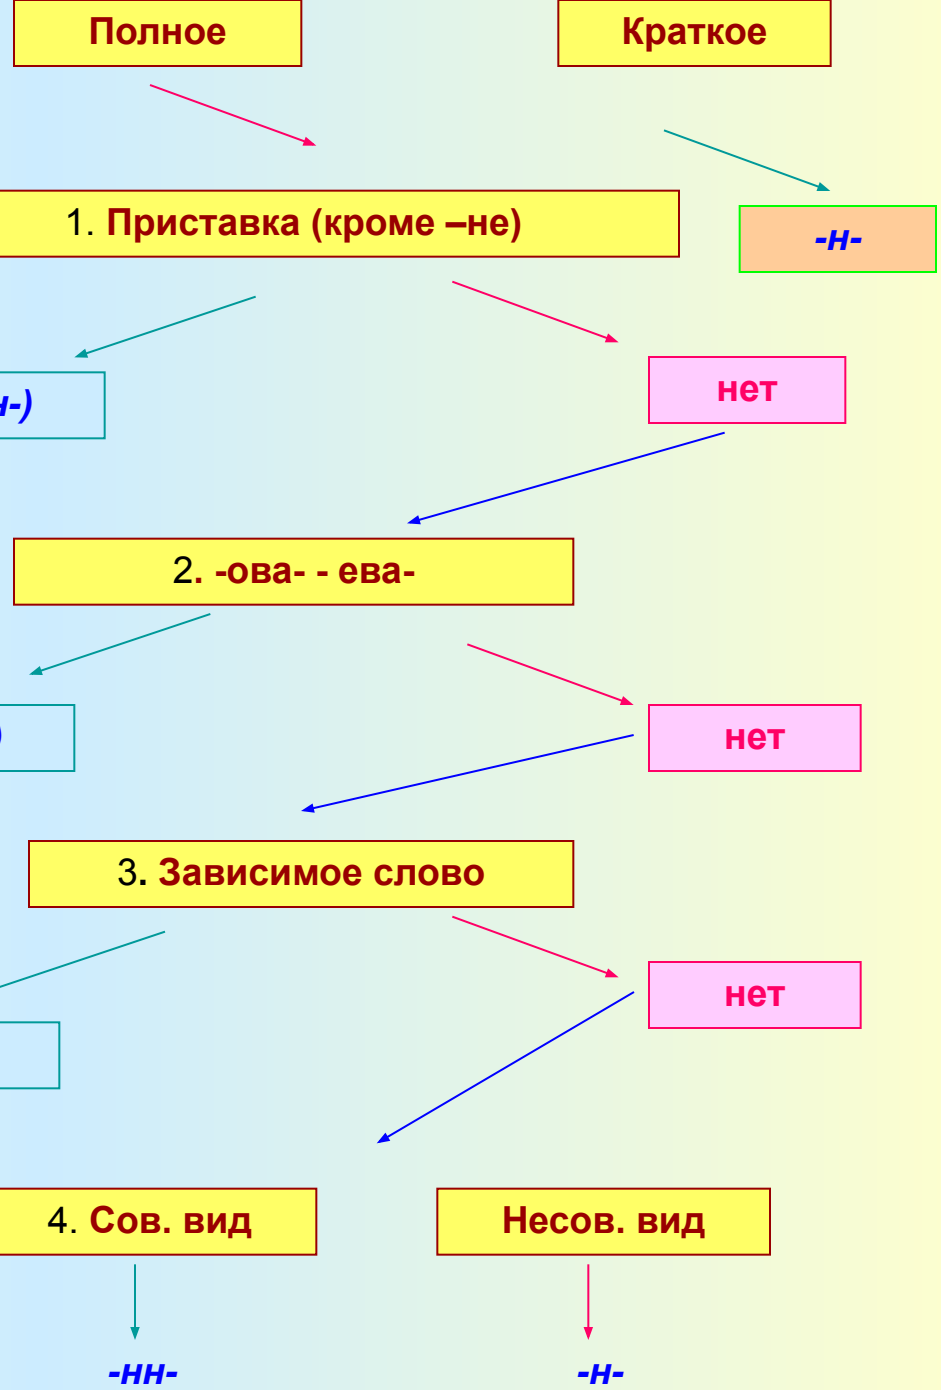 Полное
Краткое
1. Приставка (кроме –не)
-н-
н-)
нет
2. -ова- - ева-
)
нет
3. Зависимое слово
нет
4. Сов. вид
Несов. вид
-нн-
-н-